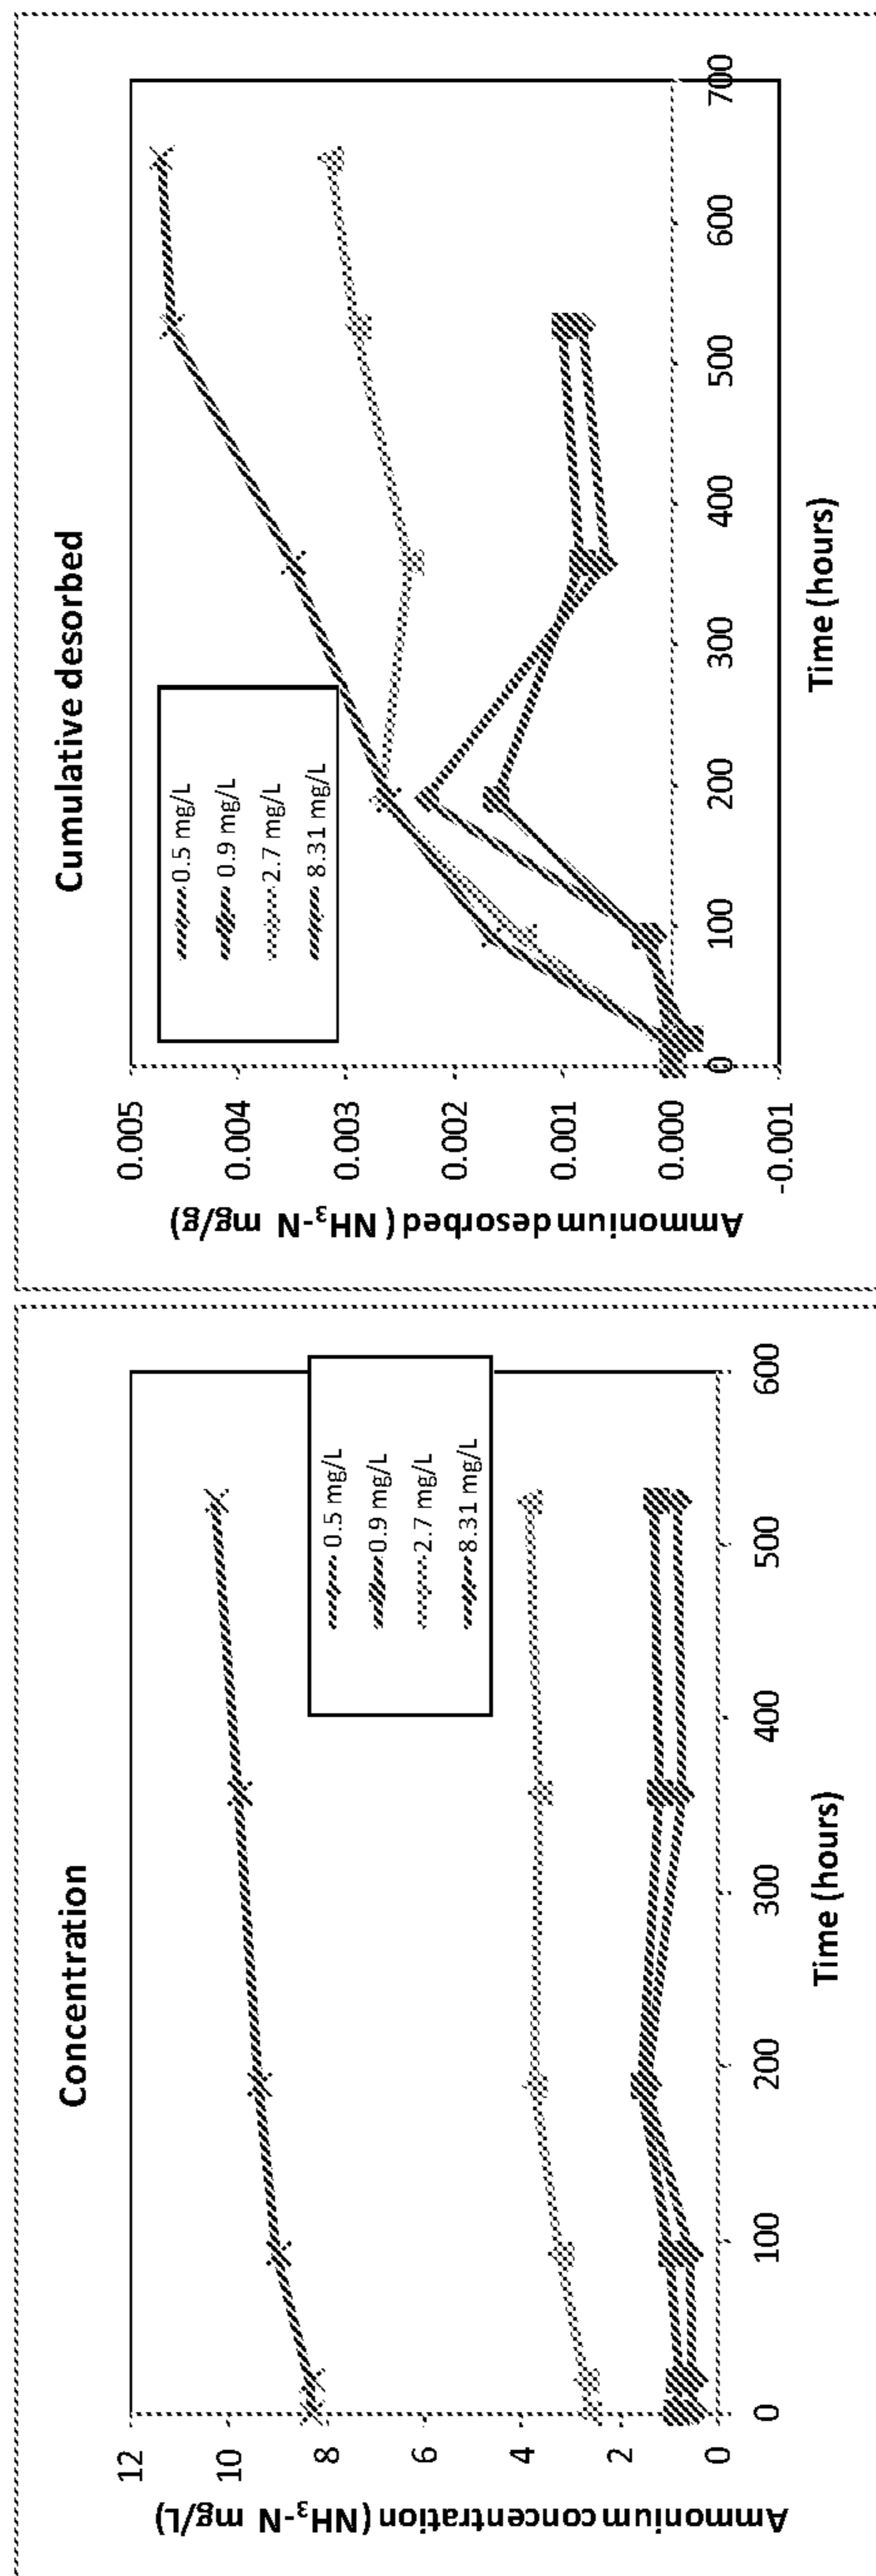 Concentration
Ammonium concentration (NH₃-N mg/L)
12
10
8
6
4
2
0
0 100 200 300 400 500 600
Time (hours)
0.5 mg/L
0.9 mg/L
2.7 mg/L
8.31 mg/L
Cumulative desorbed
Ammonium desorbed (NH₃-N mg/g)
0.005
0.004
0.003
0.002
0.001
0.000
-0.001
0 100 200 300 400 500 600 700
Time (hours)
0.5 mg/L
0.9 mg/L
2.7 mg/L
8.31 mg/L